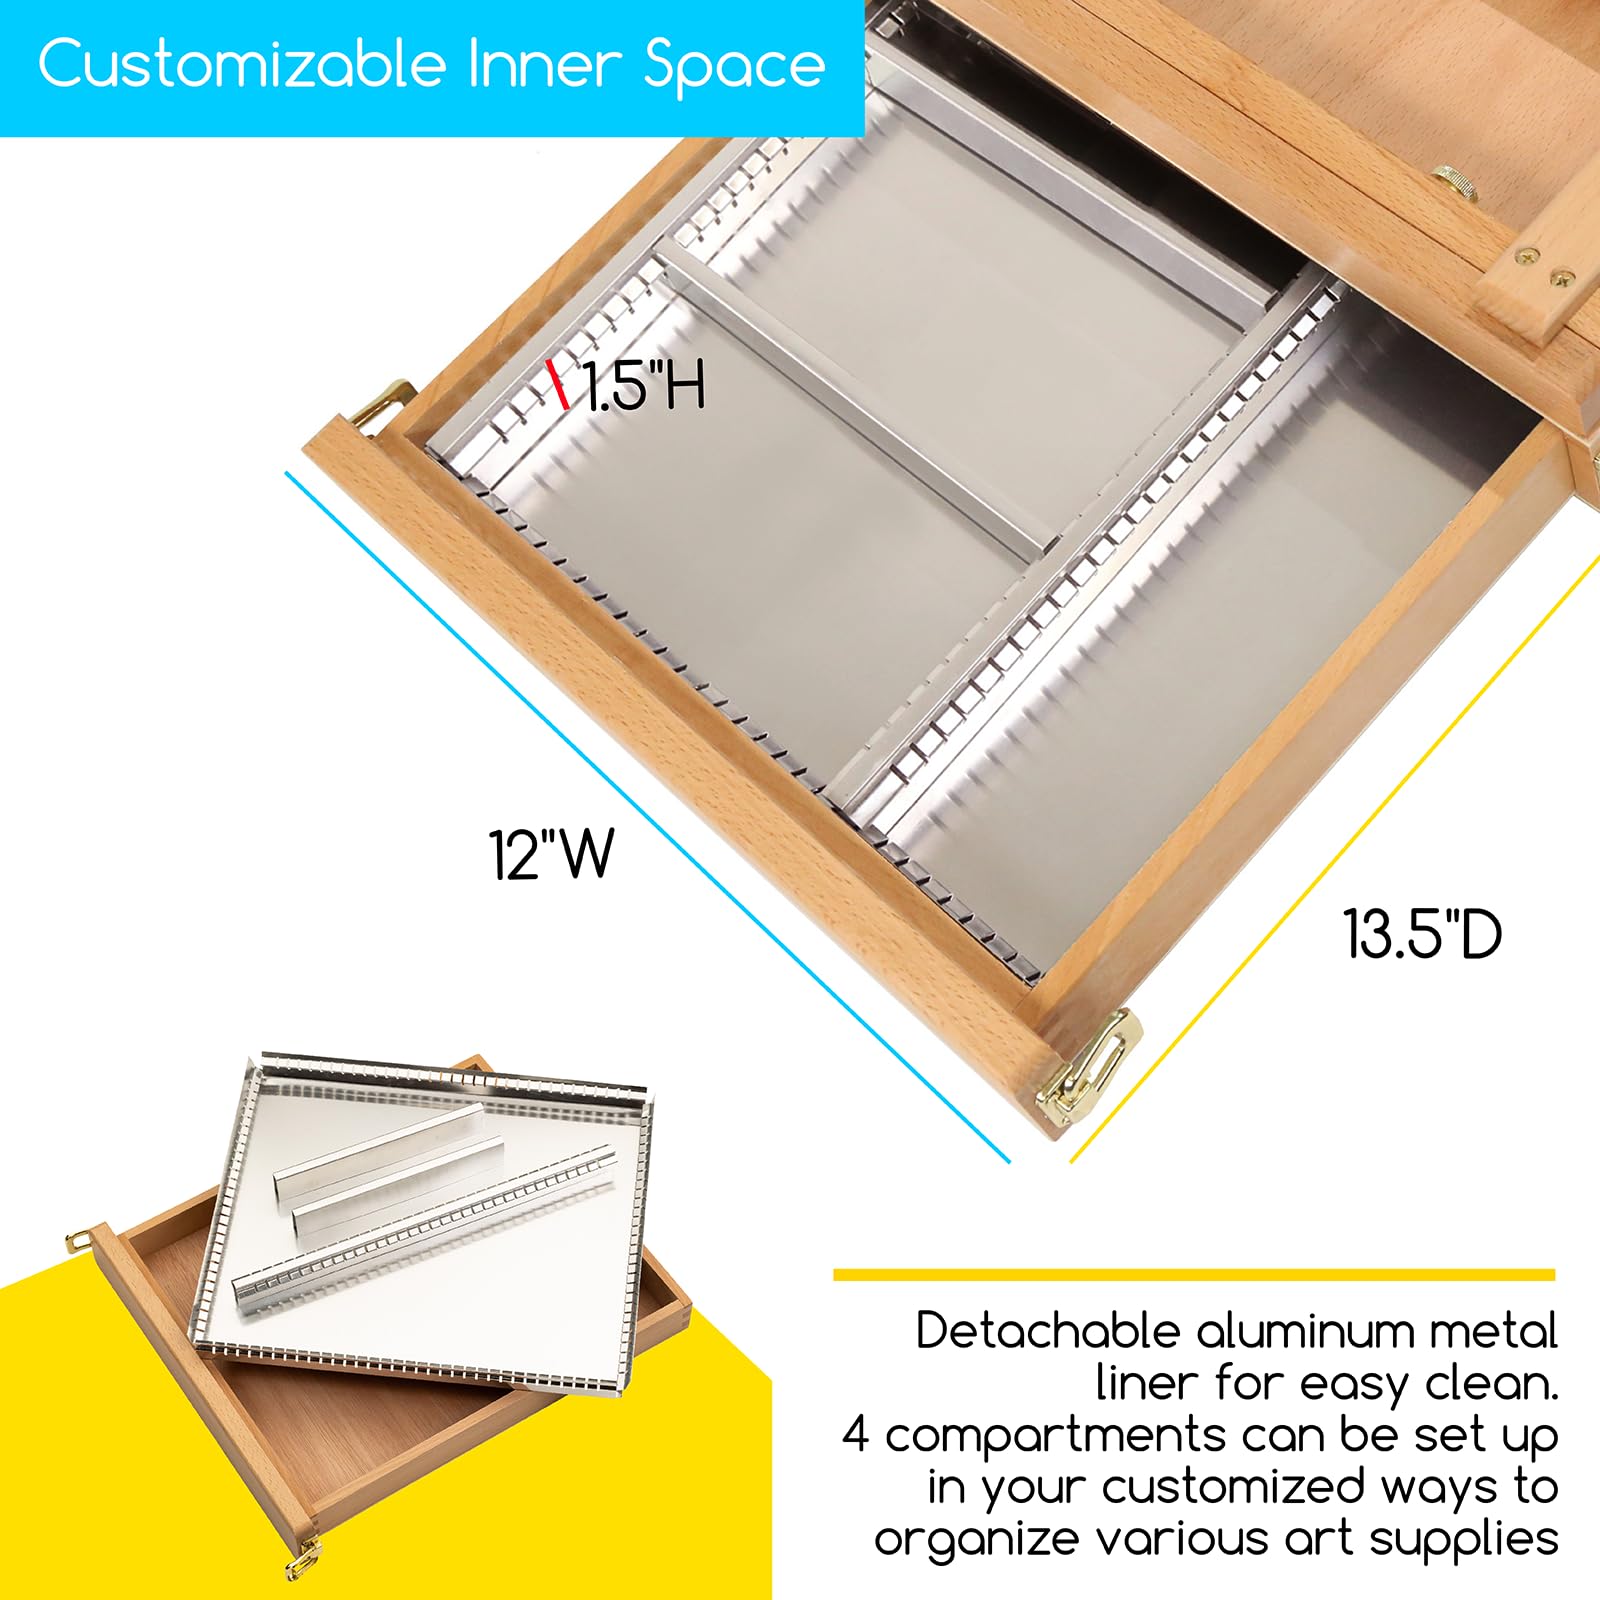 Customizable Inner Space
1.5"H
12"W
13.5"D
Detachable aluminum metal
liner for easy clean.
4 compartments can be set up
in your customized ways to
organize various art supplies